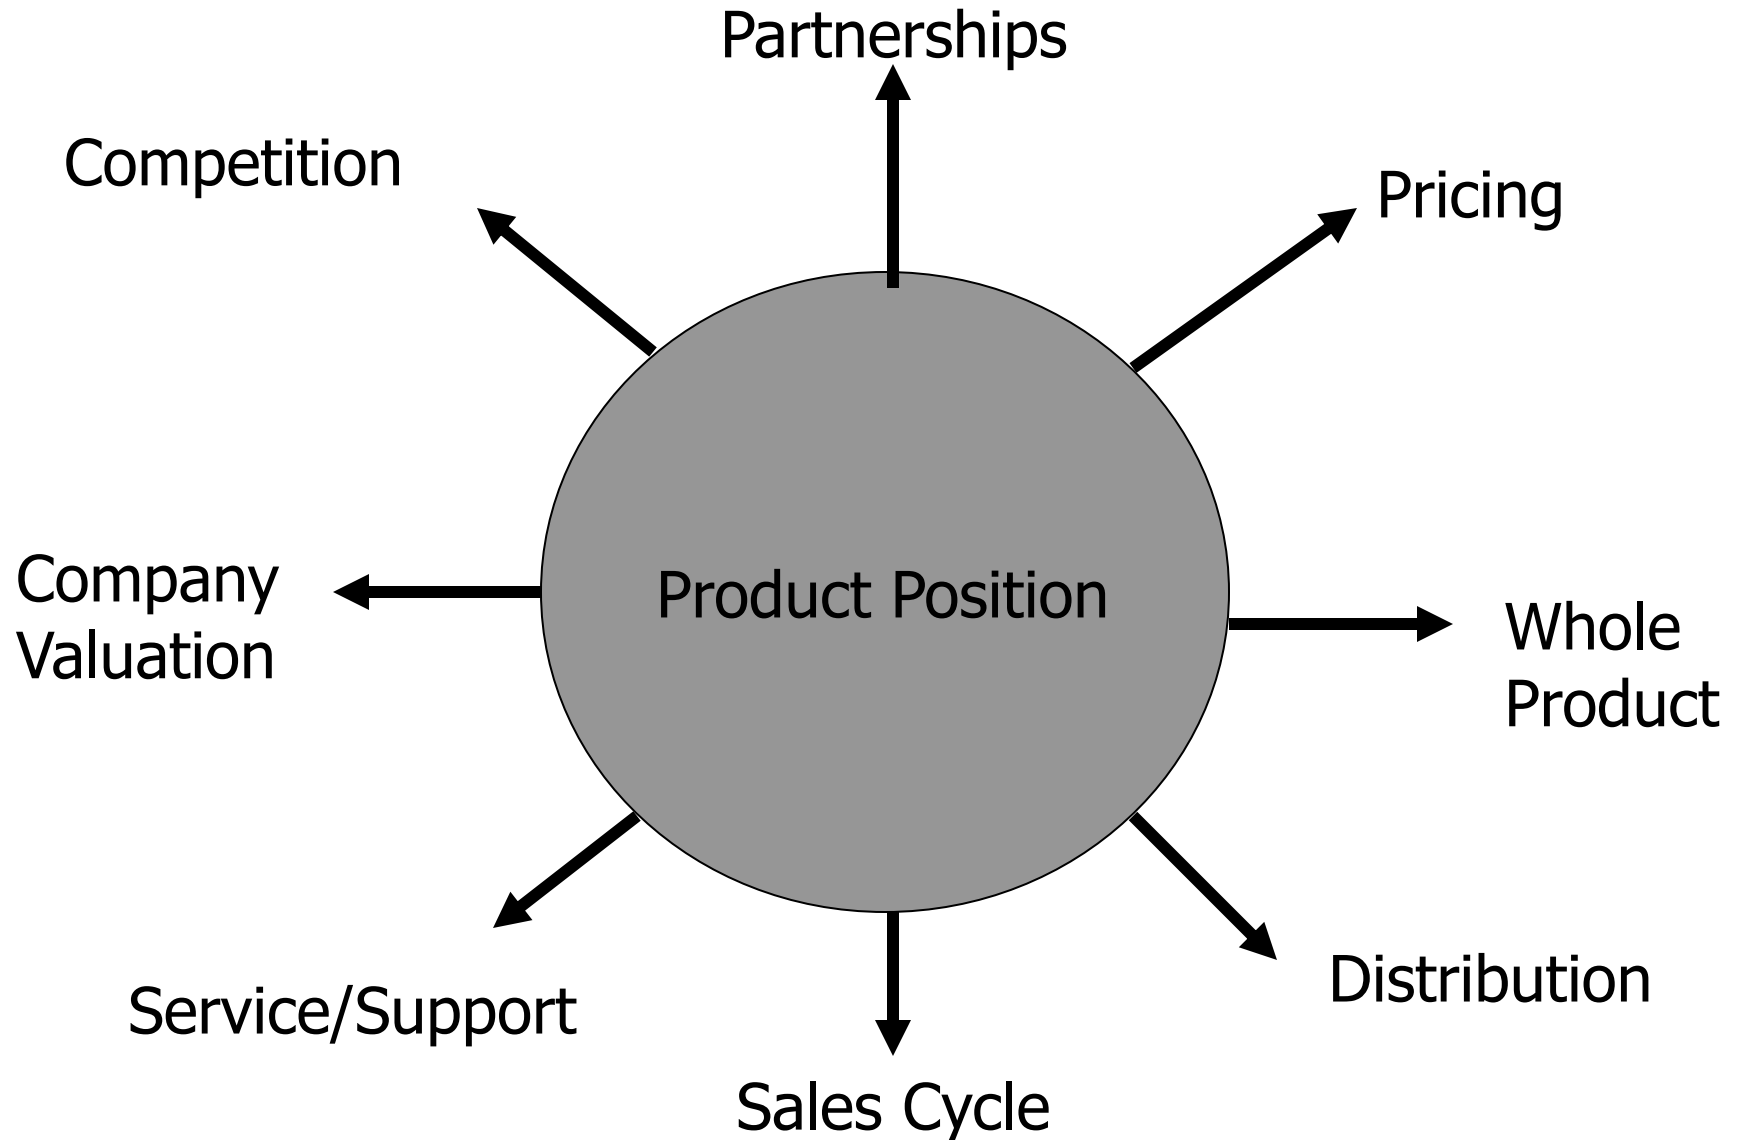 Partnerships
Competition
Pricing
Company
Valuation
Product Position
Whole
Product
Distribution
Service/Support
Sales Cycle